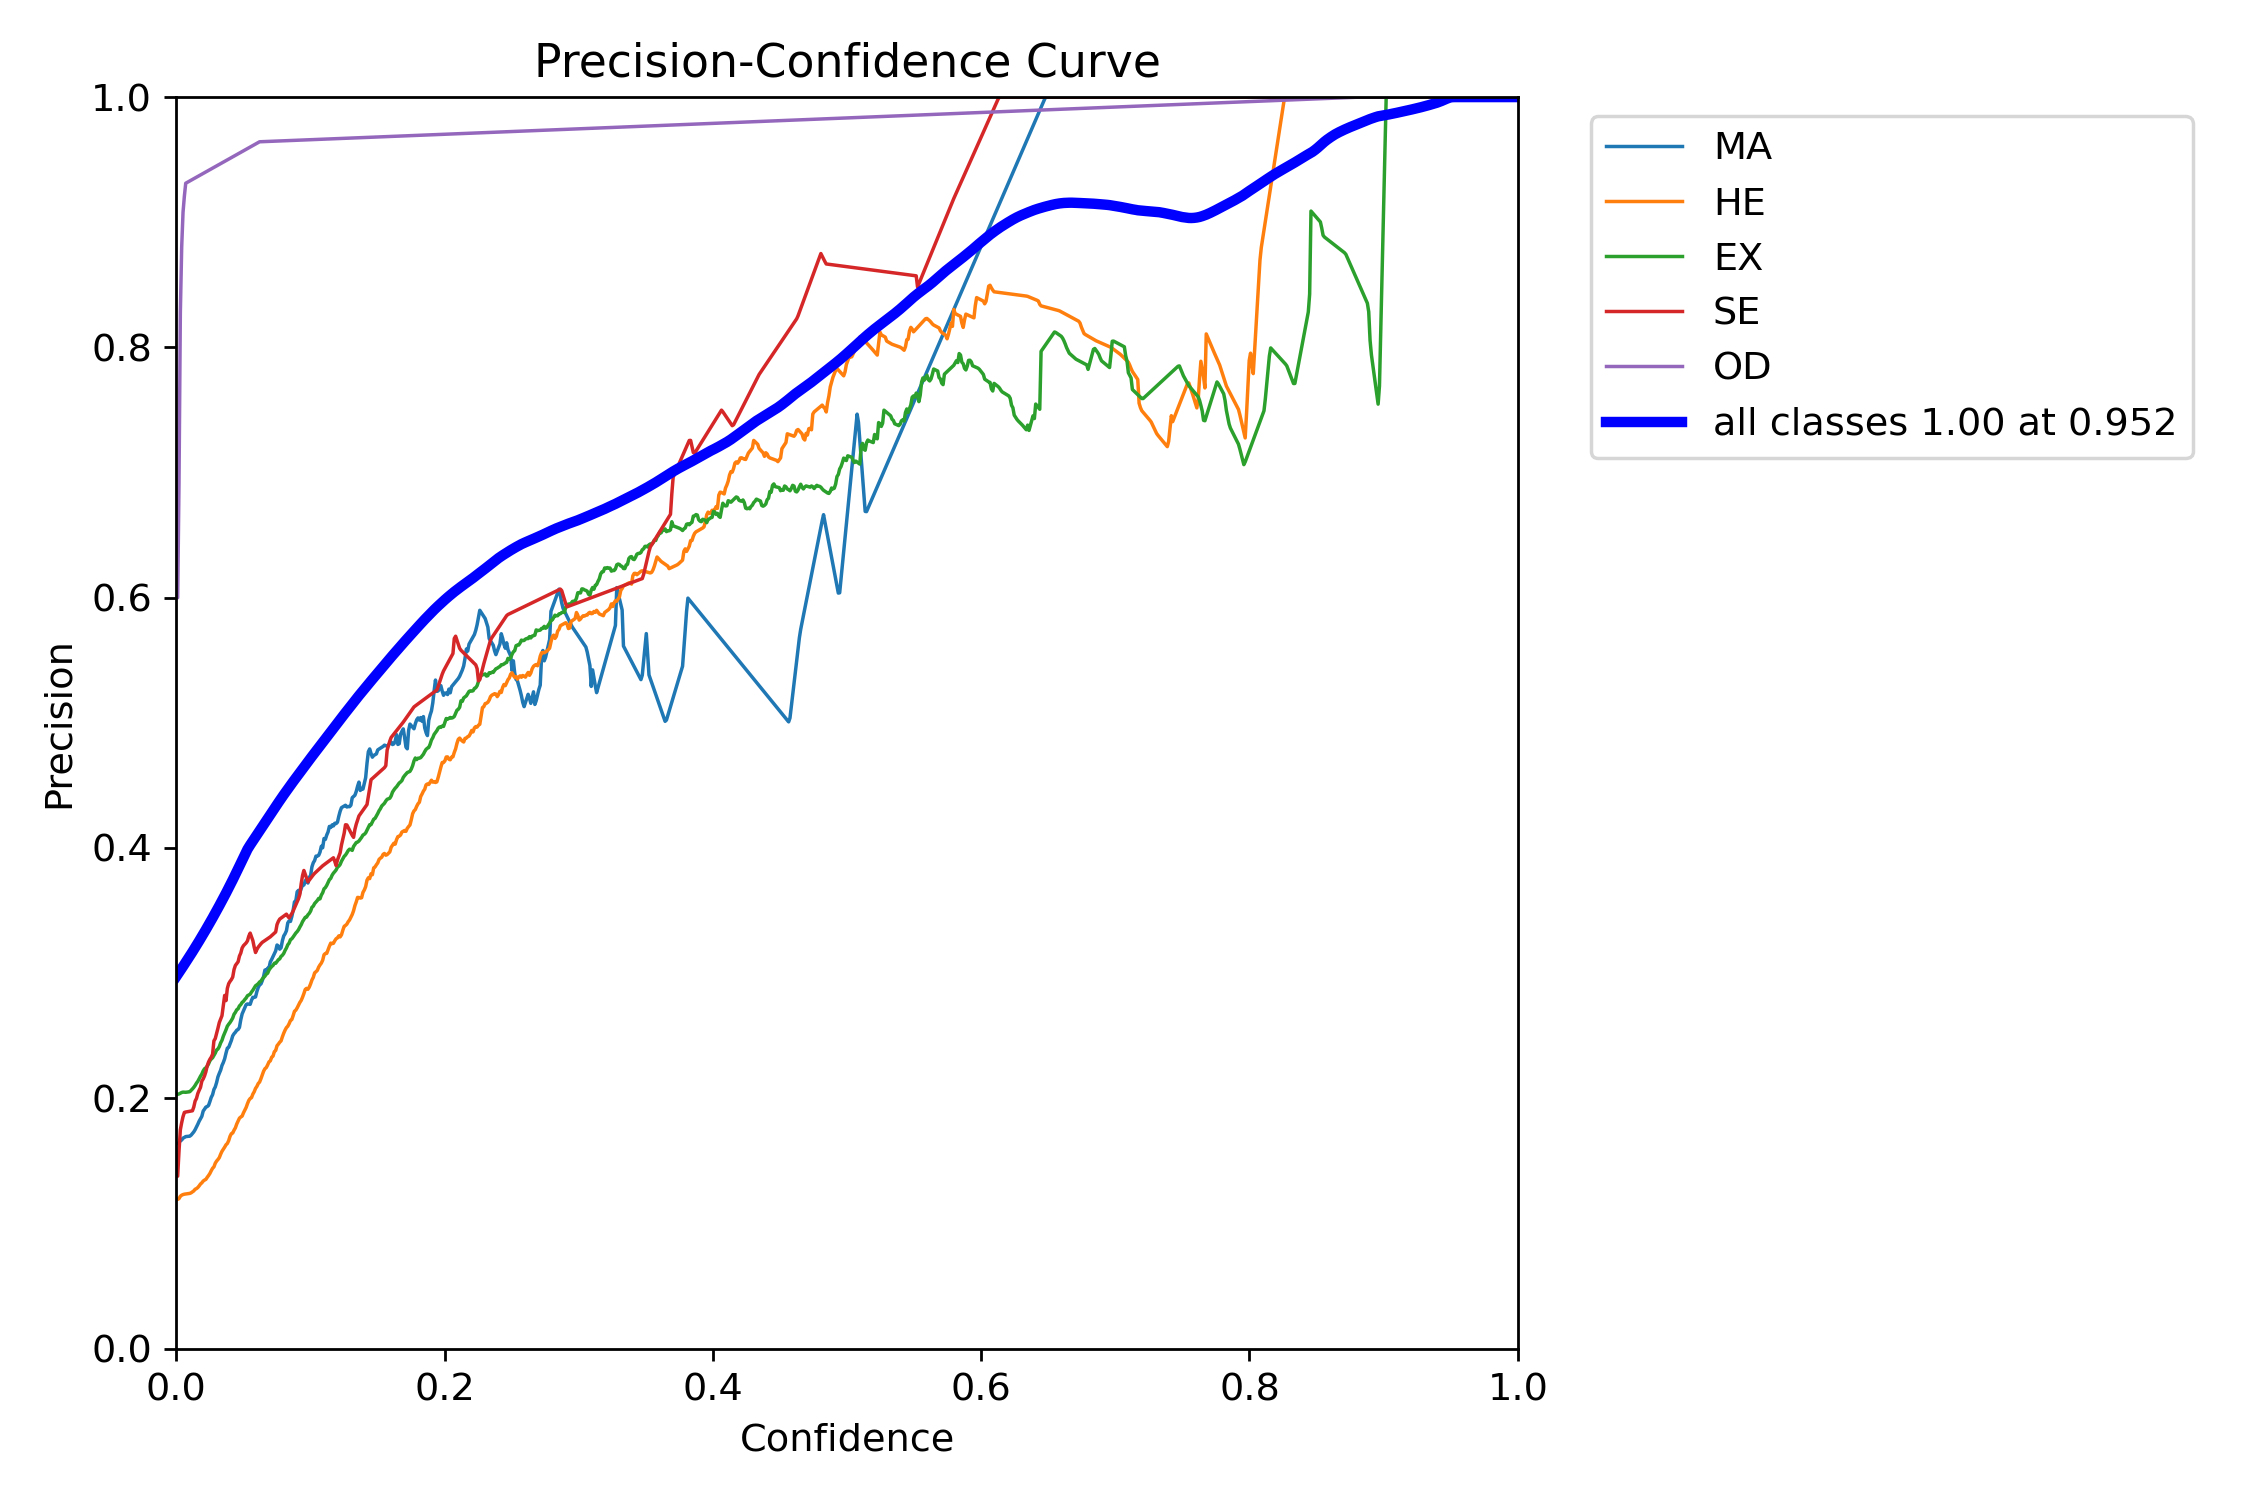 Precision-Confidence Curve
1.0
0.8
0.6
0.4
0.2
0.0
Precision
0.0 0.2 0.4 0.6 0.8 1.0
Confidence
MA
HE
EX
SE
OD
all classes 1.00 at 0.952